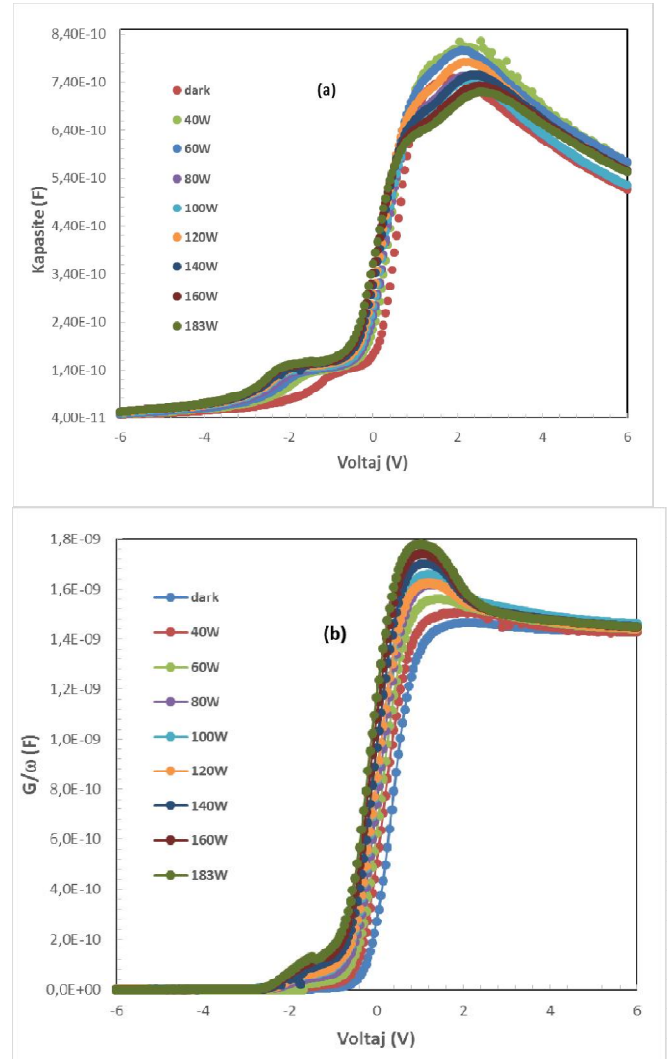 8,40E-10
7,40E-10
6,40E-10
5,40E-10
4,40E-10
3,40E-10
2,40E-10
1,40E-10
4,00E-11
Kapasite (F)
(a)
dark
40W
60W
80W
100W
120W
140W
160W
183W
-6 -4 -2 0 2 4 6
Voltaj (V)
1,8E-09
1,6E-09
1,4E-09
1,2E-09
1,0E-09
8,0E-10
6,0E-10
4,0E-10
2,0E-10
0,0E+00
G/ω (F)
(b)
dark
40W
60W
80W
100W
120W
140W
160W
183W
-6 -4 -2 0 2 4 6
Voltaj (V)